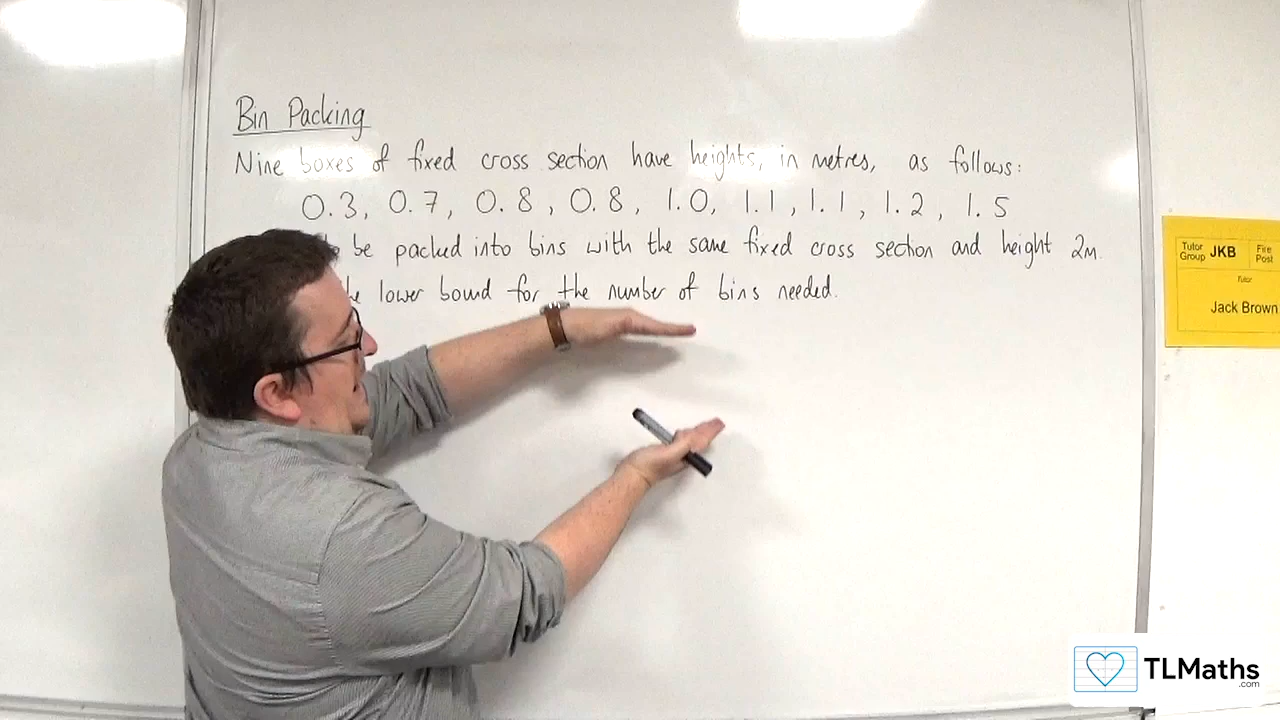 Bin Packing
Nine boxes of fixed cross section have heights, in metres, as follows:
0.3, 0.7, 0.8, 0.8, 1.0, 1.1, 1.1, 1.2, 1.5
be packed into bins with the same fixed cross section and height 2m.
lower bound for the number of bins needed.
Tutor Group JKB Fire Post
Tutor
Jack Brown
TLMaths
.com